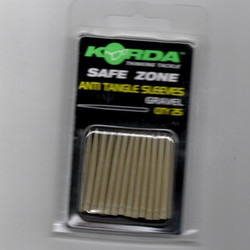 KORDA
THINKING TACKLE
SAFE ZONE
ANTI TANGLE SLEEVES
GRAVEL
QTY 25